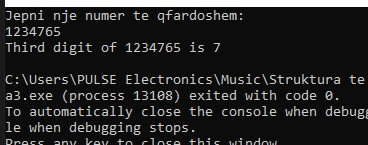 Jepni nje numer te qfardoshem:
1234765
Third digit of 1234765 is 7
C:\Users\PULSE Electronics\Music\Struktura te
a3.exe (process 13108) exited with code 0.
To automatically close the console when debugg
le when debugging stops.
Press any key to close this window